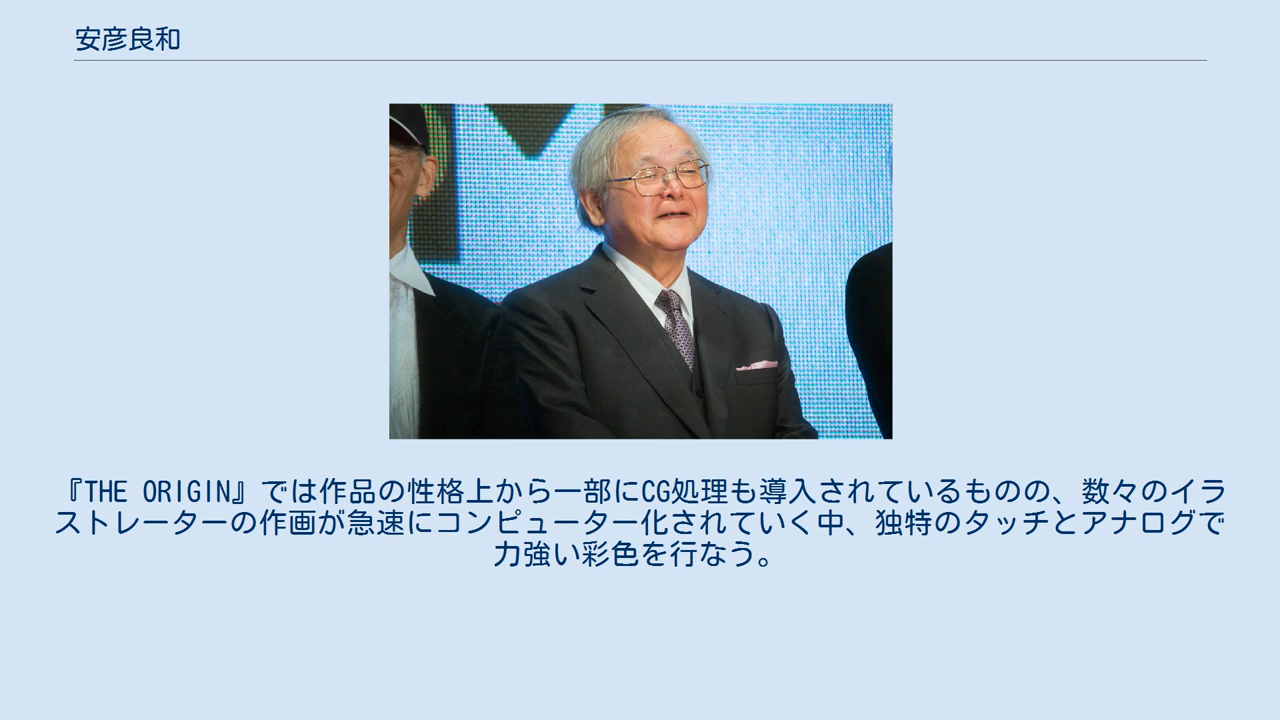 安彦良和
『THE ORIGIN』では作品の性格上から一部にCG処理も導入されているものの、数々のイラ
ストレーターの作画が急速にコンピューター化されていく中、独特のタッチとアナログで
力強い彩色を行なう。